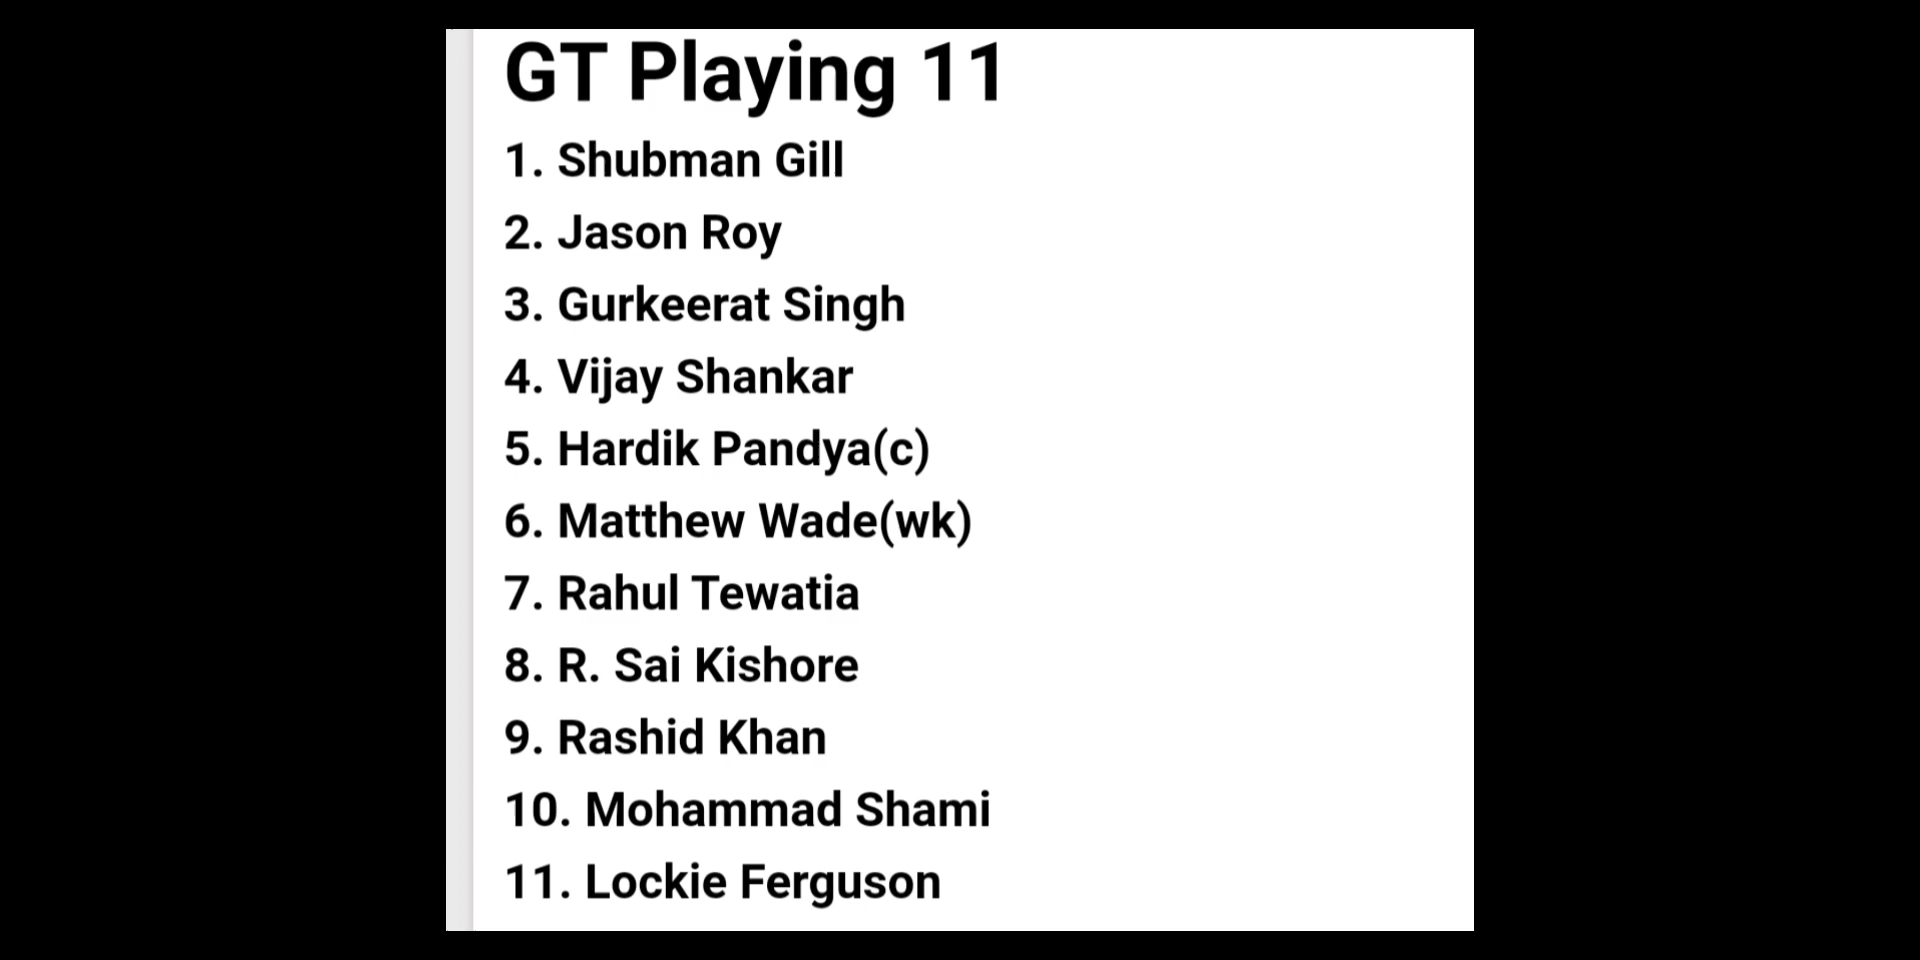 GT Playing 11
1. Shubman Gill
2. Jason Roy
3. Gurkeerat Singh
4. Vijay Shankar
5. Hardik Pandya(c)
6. Matthew Wade(wk)
7. Rahul Tewatia
8. R. Sai Kishore
9. Rashid Khan
10. Mohammad Shami
11. Lockie Ferguson